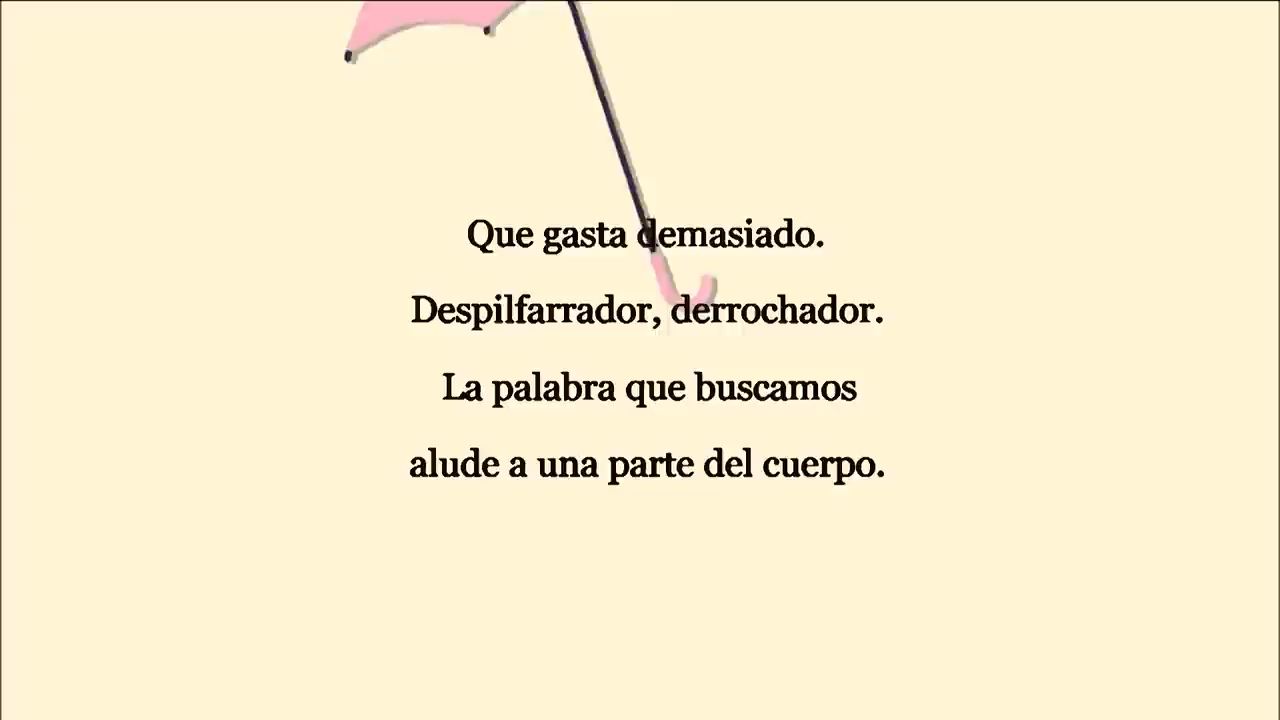 Que gasta demasiado.
Despilfarrador, derrochador.
La palabra que buscamos
alude a una parte del cuerpo.